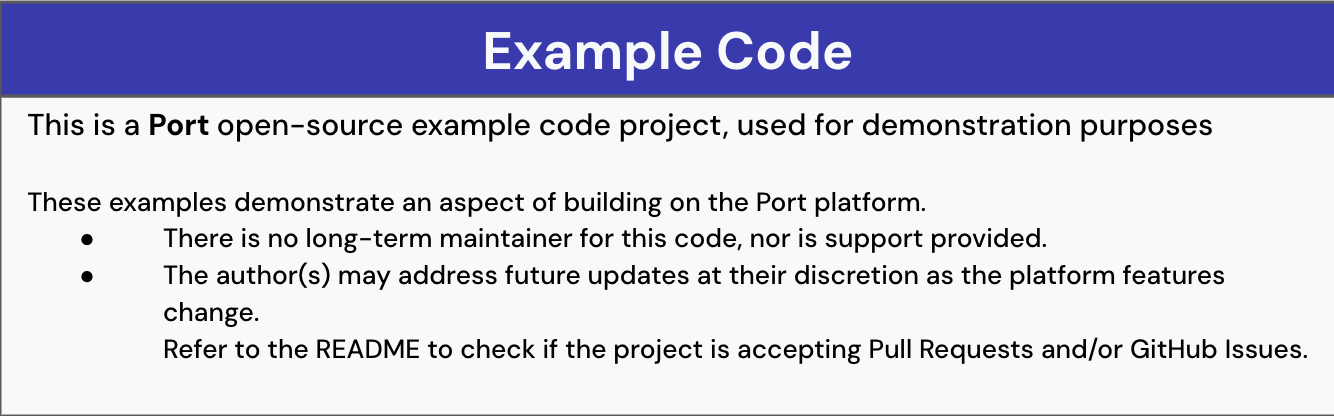 Example Code
This is a Port open-source example code project, used for demonstration purposes
These examples demonstrate an aspect of building on the Port platform.
● There is no long-term maintainer for this code, nor is support provided.
● The author(s) may address future updates at their discretion as the platform features
change.
Refer to the README to check if the project is accepting Pull Requests and/or GitHub Issues.